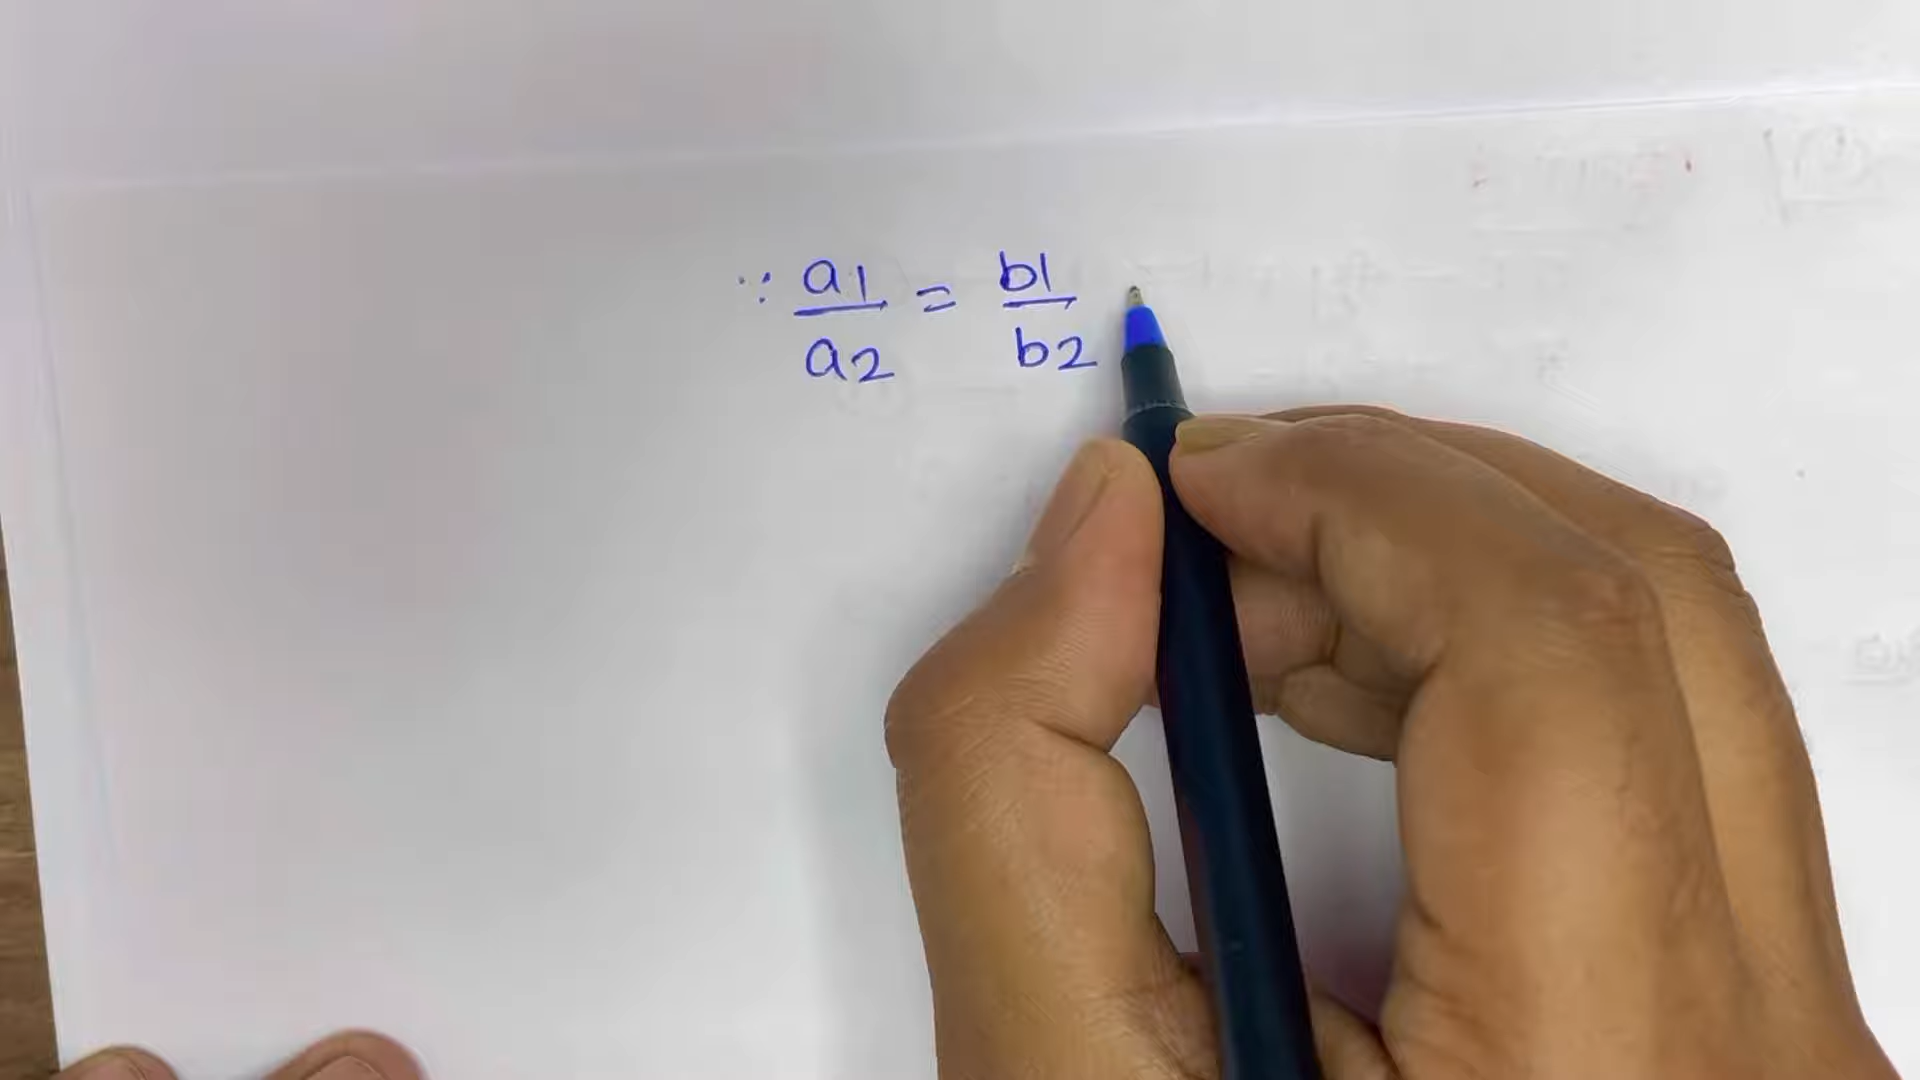 ∵ a1 = b1
a2 b2